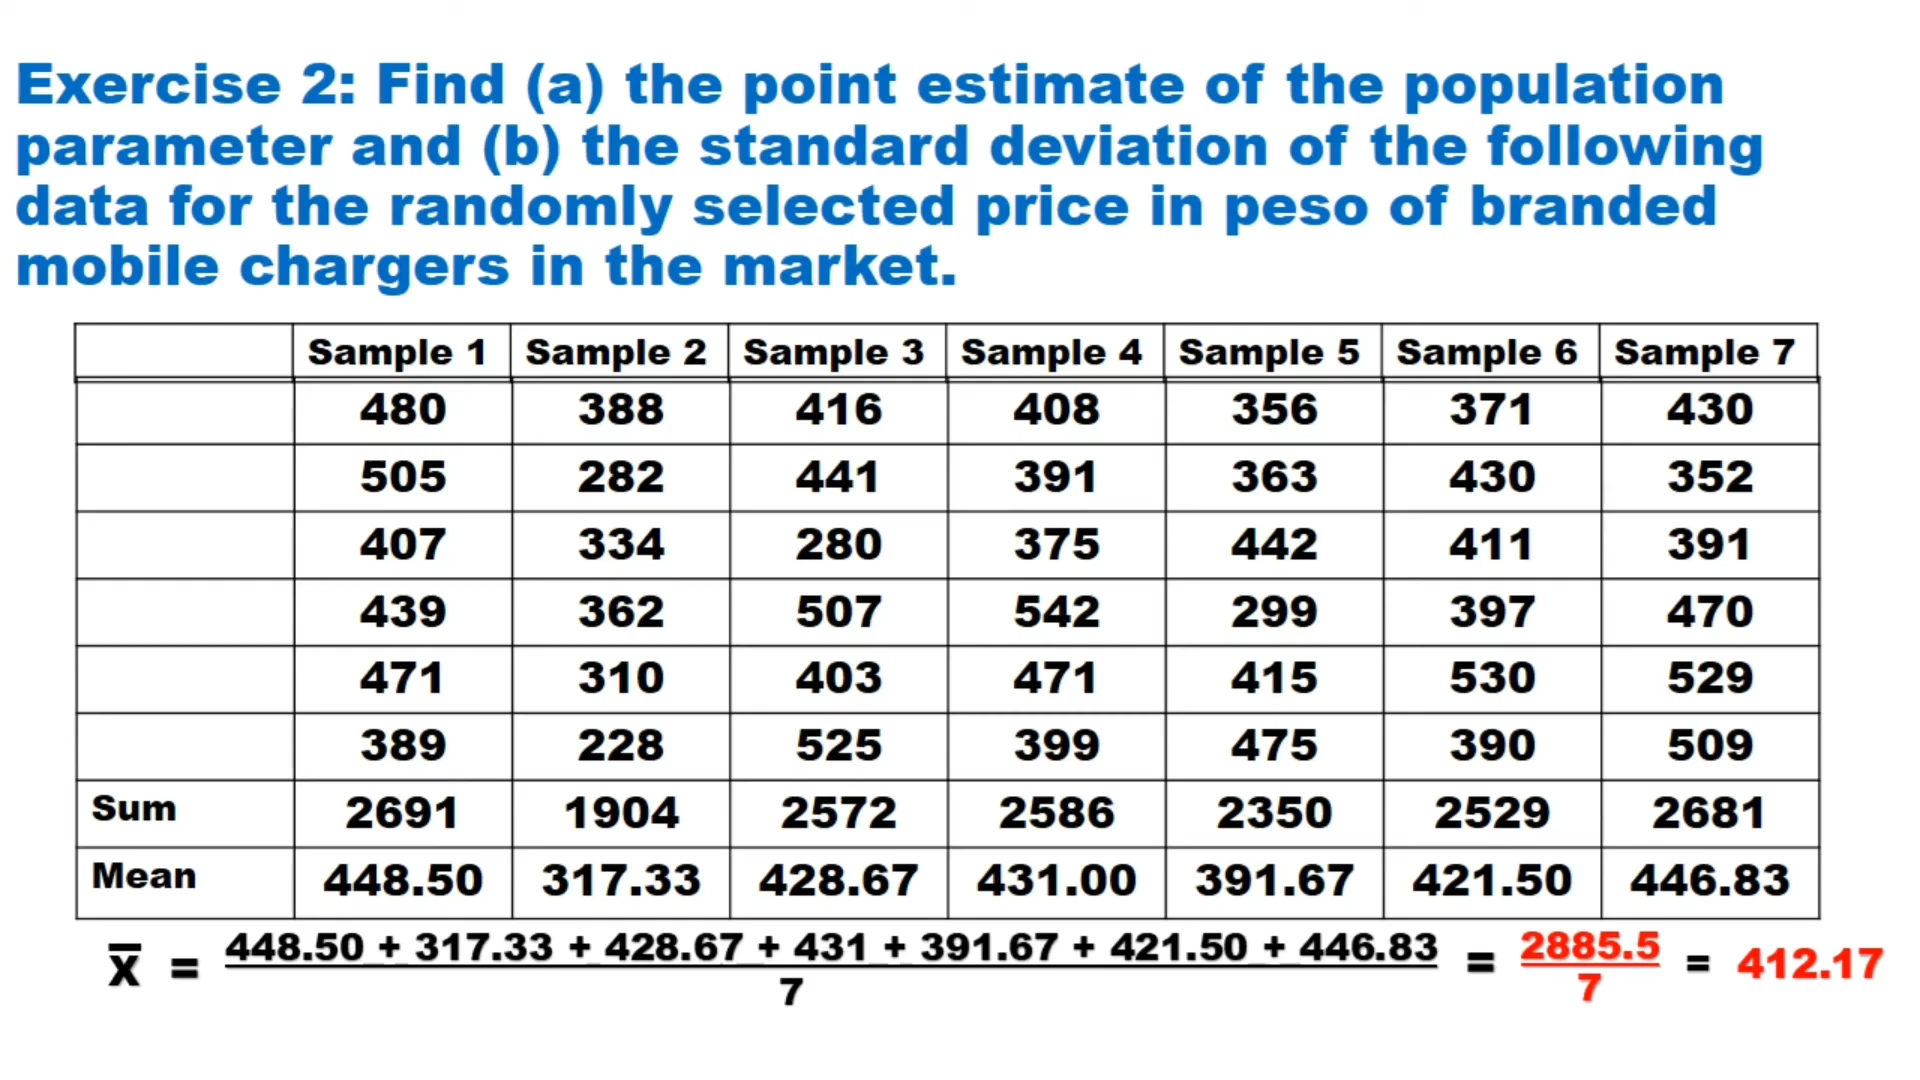 Exercise 2: Find (a) the point estimate of the population
parameter and (b) the standard deviation of the following
data for the randomly selected price in peso of branded
mobile chargers in the market.
Sample 1 Sample 2 Sample 3 Sample 4 Sample 5 Sample 6 Sample 7
480 388 416 408 356 371 430
505 282 441 391 363 430 352
407 334 280 375 442 411 391
439 362 507 542 299 397 470
471 310 403 471 415 530 529
389 228 525 399 475 390 509
Sum 2691 1904 2572 2586 2350 2529 2681
Mean 448.50 317.33 428.67 431.00 391.67 421.50 446.83
448.50 + 317.33 + 428.67 + 431 + 391.67 + 421.50 + 446.83 2885.5
x̅ = = = 412.17
7 7